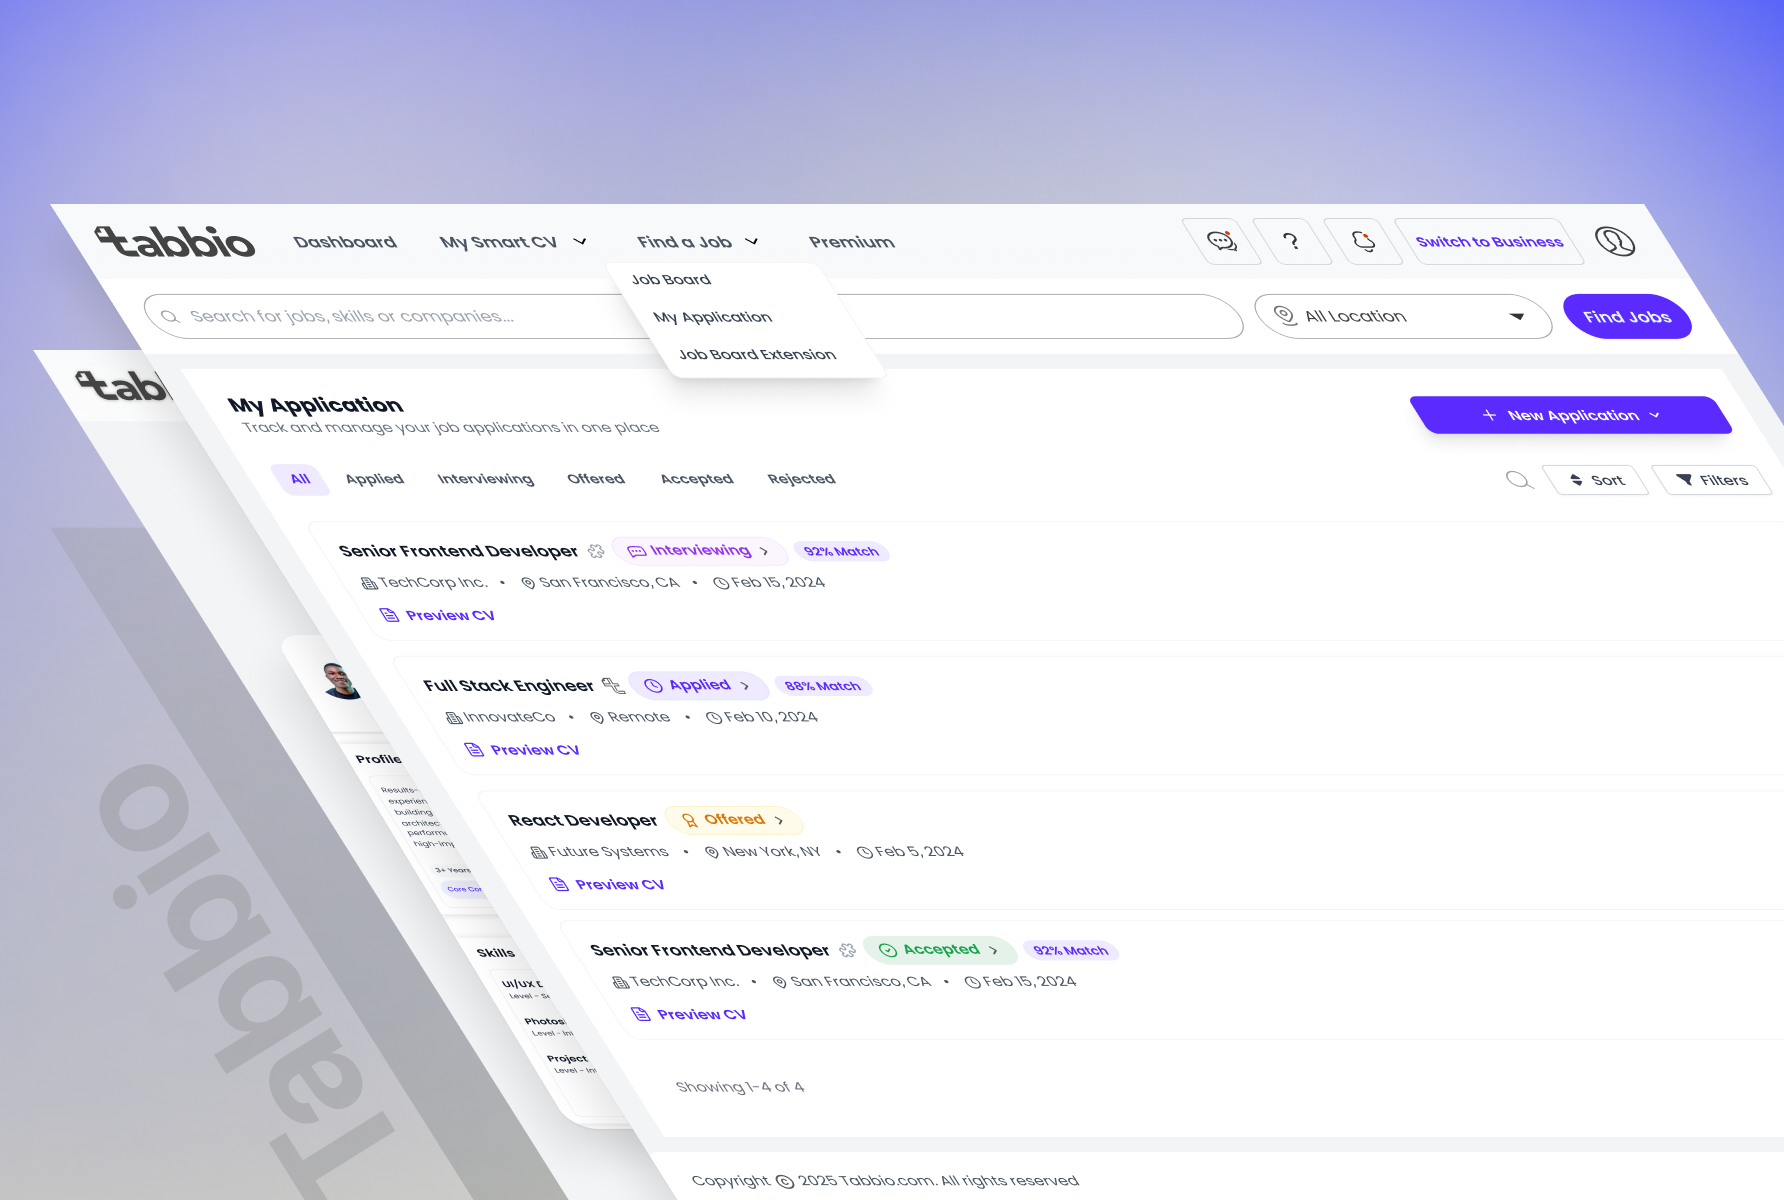 tabbio
Dashboard
My Smart CV
Find a Job
Premium
?
Switch to Business
Job Board
My Application
Job Board Extension
Search for jobs, skills or companies...
All Location
Find Jobs
tab
My Application
Track and manage your job applications in one place
+ New Application
All
Applied
Interviewing
Offered
Accepted
Rejected
Sort
Filters
Senior Frontend Developer
Interviewing
92% Match
TechCorp Inc. • San Francisco, CA • Feb 15, 2024
Preview CV
Full Stack Engineer
Applied
88% Match
InnovateCo • Remote • Feb 10, 2024
Preview CV
React Developer
Offered
Future Systems • New York, NY • Feb 5, 2024
Preview CV
Senior Frontend Developer
Accepted
92% Match
TechCorp Inc. • San Francisco, CA • Feb 15, 2024
Preview CV
Showing 1-4 of 4
Copyright © 2025 Tabbio.com. All rights reserved
Profile
Results-
experien
building
architec
perform
high-imp
3+ Years
Core Cor
Skills
UI/UX
Level -
Photos
Level - Int
Project
Level - Int
Tabbio